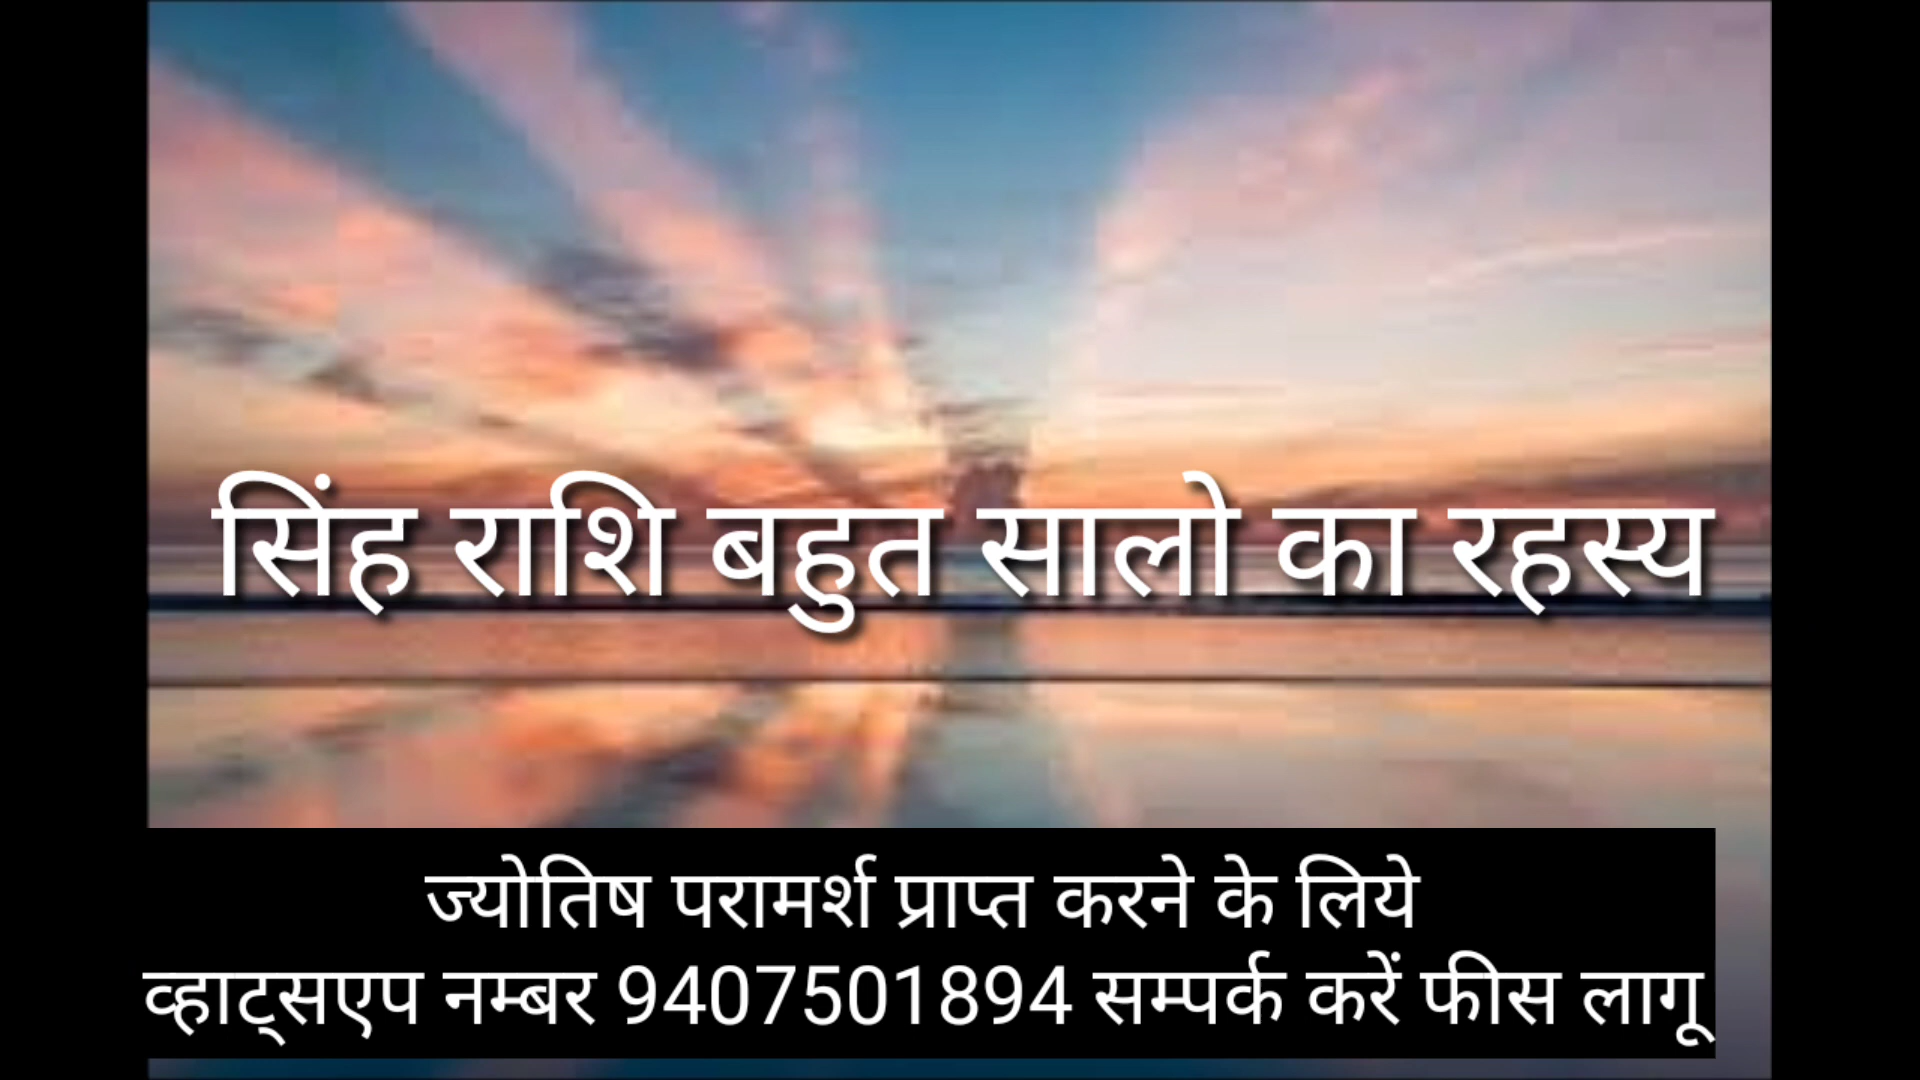 सिंह राशि बहुत सालो का रहस्य
ज्योतिष परामर्श प्राप्त करने के लिये
व्हाट्सएप नम्बर 9407501894 सम्पर्क करें फीस लागू